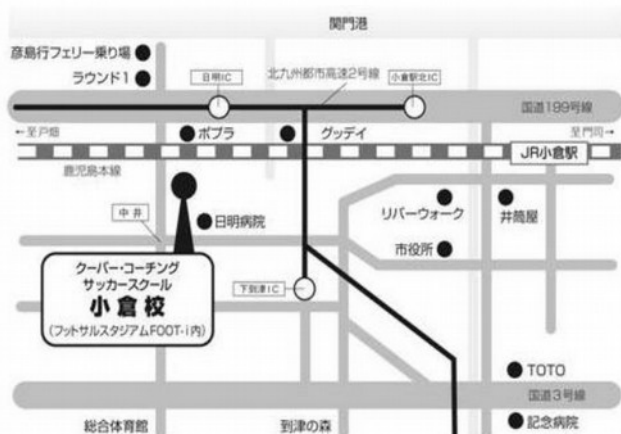 関門港
彦島行フェリー乗り場
ラウンド1
日明IC
北九州都市高速2号線
小倉駅北IC
国道199号線
←至戸畑
ポプラ
グッデイ
至門司→
JR小倉駅
鹿児島本線
中井
日明病院
リバーウォーク
井筒屋
市役所
クーバー・コーチング
サッカースクール
小倉校
(フットサルスタジアムFOOT・i内)
下到津IC
TOTO
国道3号線
総合体育館
到津の森
記念病院